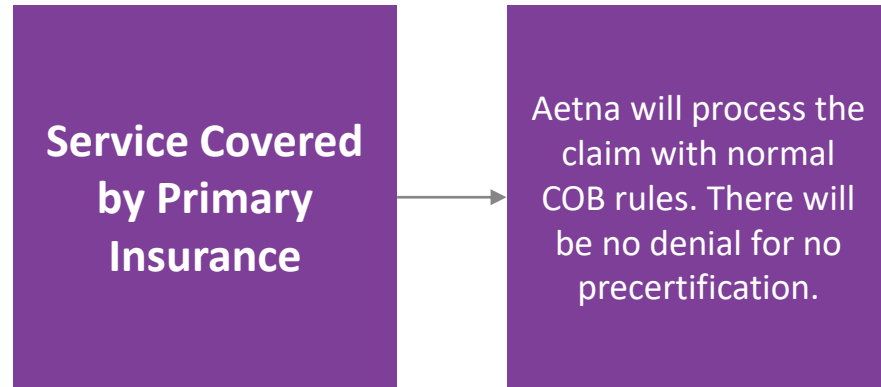 Service Covered
by Primary
Insurance
Aetna will process the
claim with normal
COB rules. There will
be no denial for no
precertification.